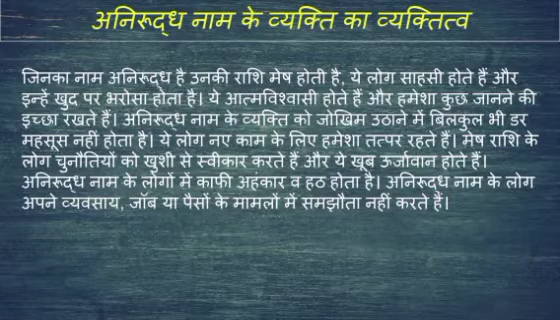 अनिरूद्ध नाम के व्यक्ति का व्यक्तित्व
जिनका नाम अनिरूद्ध है उनकी राशि मेष होती है, ये लोग साहसी होते हैं और
इन्हें खुद पर भरोसा होता है। ये आत्मविश्वासी होते हैं और हमेशा कुछ जानने की
इच्छा रखते हैं। अनिरूद्ध नाम के व्यक्ति को जोखिम उठाने में बिलकुल भी डर
महसूस नहीं होता है। ये लोग नए काम के लिए हमेशा तत्पर रहते हैं। मेष राशि के
लोग चुनौतियों को खुशी से स्वीकार करते हैं और ये खूब ऊर्जावान होते हैं।
अनिरूद्ध नाम के लोगों में काफी अहंकार व हठ होता है। अनिरूद्ध नाम के लोग
अपने व्यवसाय, जॉब या पैसों के मामलों में समझौता नहीं करते हैं।